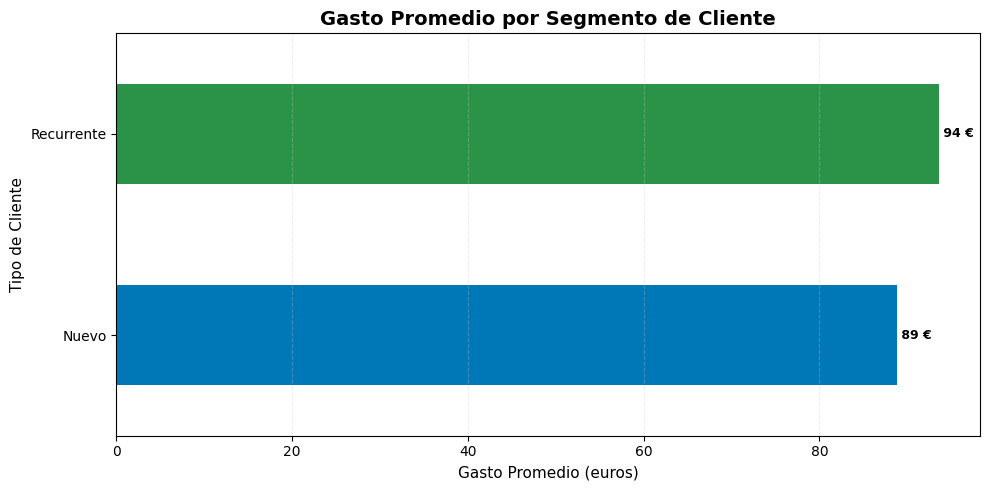 Gasto Promedio por Segmento de Cliente
Tipo de Cliente
Recurrente
94 €
Nuevo
89 €
0 20 40 60 80
Gasto Promedio (euros)